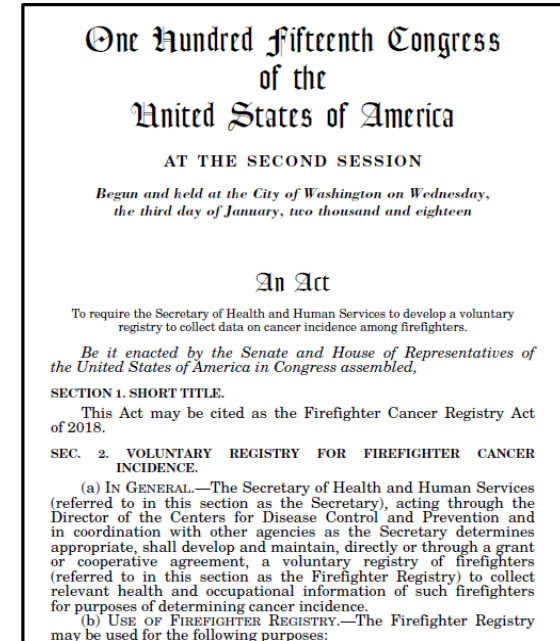 One Hundred Fifteenth Congress
of the
United States of America
AT THE SECOND SESSION
Begun and held at the City of Washington on Wednesday,
the third day of January, two thousand and eighteen
An Act
To require the Secretary of Health and Human Services to develop a voluntary
registry to collect data on cancer incidence among firefighters.
Be it enacted by the Senate and House of Representatives of
the United States of America in Congress assembled,
SECTION 1. SHORT TITLE.
This Act may be cited as the Firefighter Cancer Registry Act
of 2018.
SEC. 2. VOLUNTARY REGISTRY FOR FIREFIGHTER CANCER
INCIDENCE.
(a) IN GENERAL.—The Secretary of Health and Human Services
(referred to in this section as the Secretary), acting through the
Director of the Centers for Disease Control and Prevention and
in coordination with other agencies as the Secretary determines
appropriate, shall develop and maintain, directly or through a grant
or cooperative agreement, a voluntary registry of firefighters
(referred to in this section as the Firefighter Registry) to collect
relevant health and occupational information of such firefighters
for purposes of determining cancer incidence.
(b) USE OF FIREFIGHTER REGISTRY.—The Firefighter Registry
may be used for the following purposes: